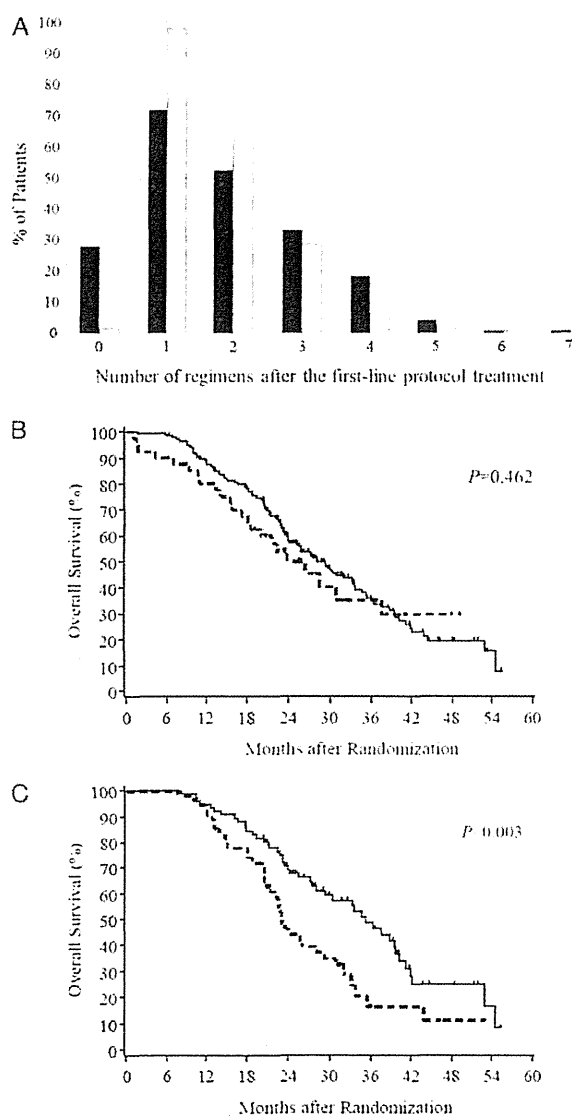 A
100
90
80
70
60
50
40
30
20
10
0
% of Patients
0 1 2 3 4 5 6 7
Number of regimens after the first-line protocol treatment
B
100
90
80
70
60
50
40
30
20
10
0
Overall Survival (%)
P=0.462
0 6 12 18 24 30 36 42 48 54 60
Months after Randomization
C
100
90
80
70
60
50
40
30
20
10
0
Overall Survival (%)
P 0.003
0 6 12 18 24 30 36 42 48 54 60
Months after Randomization